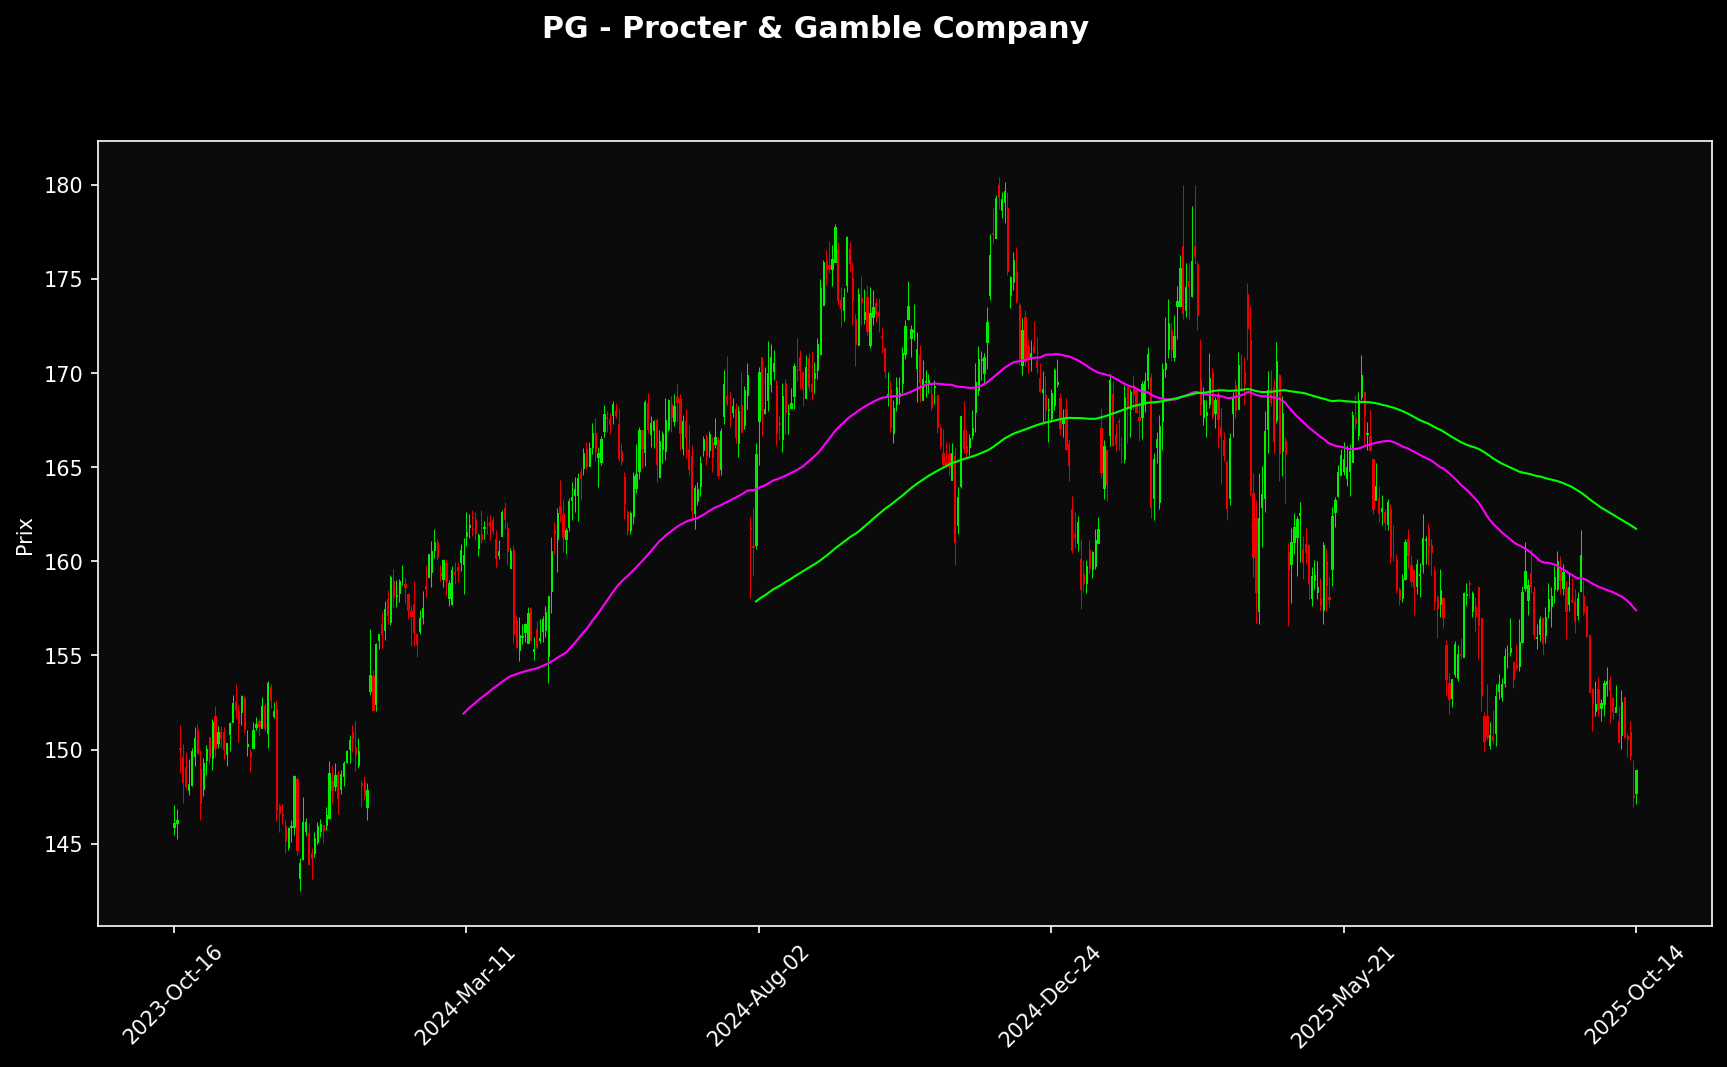 PG - Procter & Gamble Company
Prix
180
175
170
165
160
155
150
145
2023-Oct-16
2024-Mar-11
2024-Aug-02
2024-Dec-24
2025-May-21
2025-Oct-14